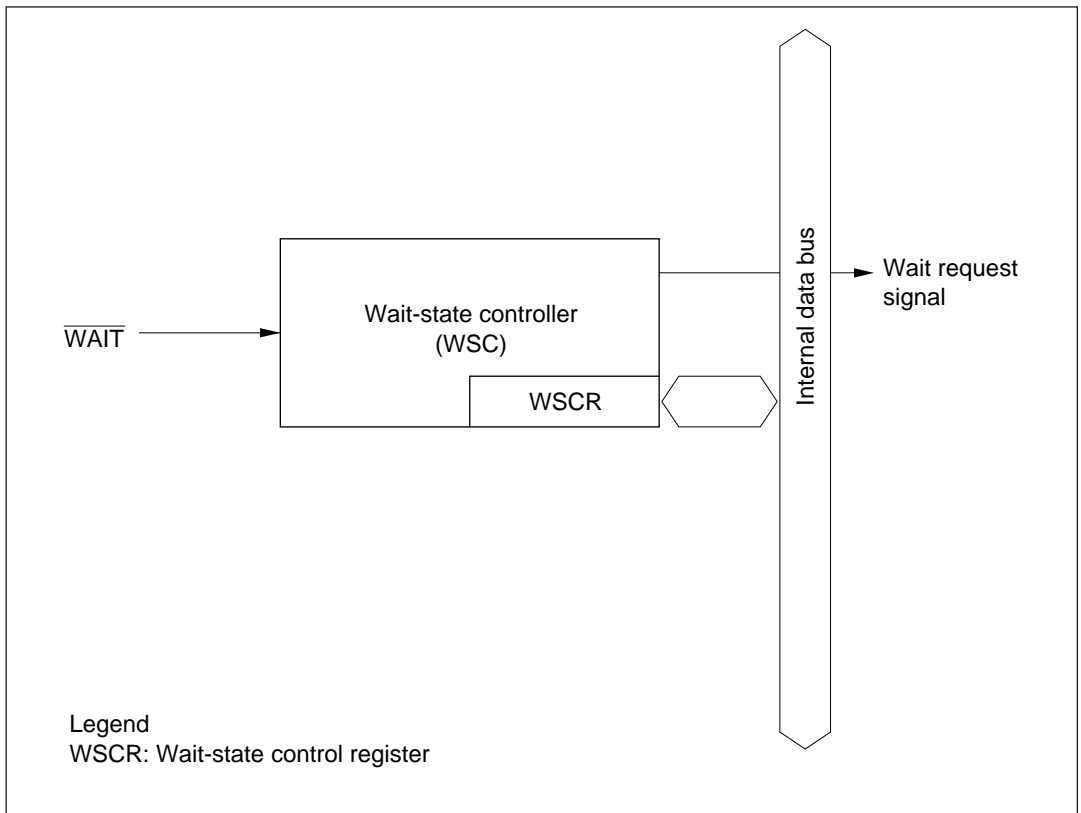 WAIT
Wait-state controller
(WSC)
WSCR
Internal data bus
Wait request
signal
Legend
WSCR: Wait-state control register